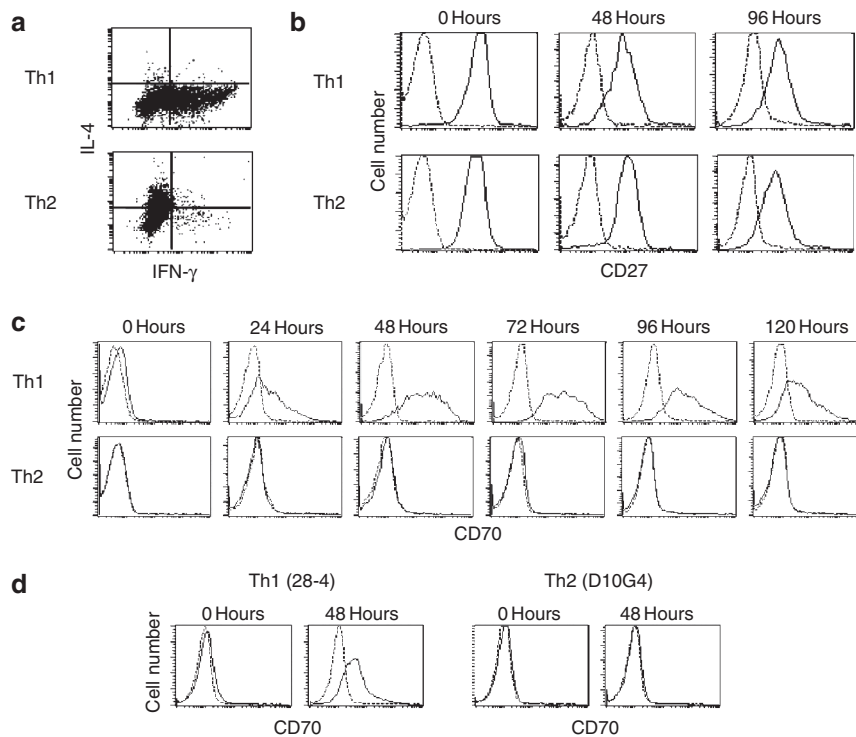 a
Th1
IL-4
Th2
IFN-γ
b
0 Hours 48 Hours 96 Hours
Th1
Cell number
Th2
CD27
c
0 Hours 24 Hours 48 Hours 72 Hours 96 Hours 120 Hours
Th1
Cell number
Th2
CD70
d
Th1 (28-4) Th2 (D10G4)
0 Hours 48 Hours 0 Hours 48 Hours
Cell number
CD70 CD70